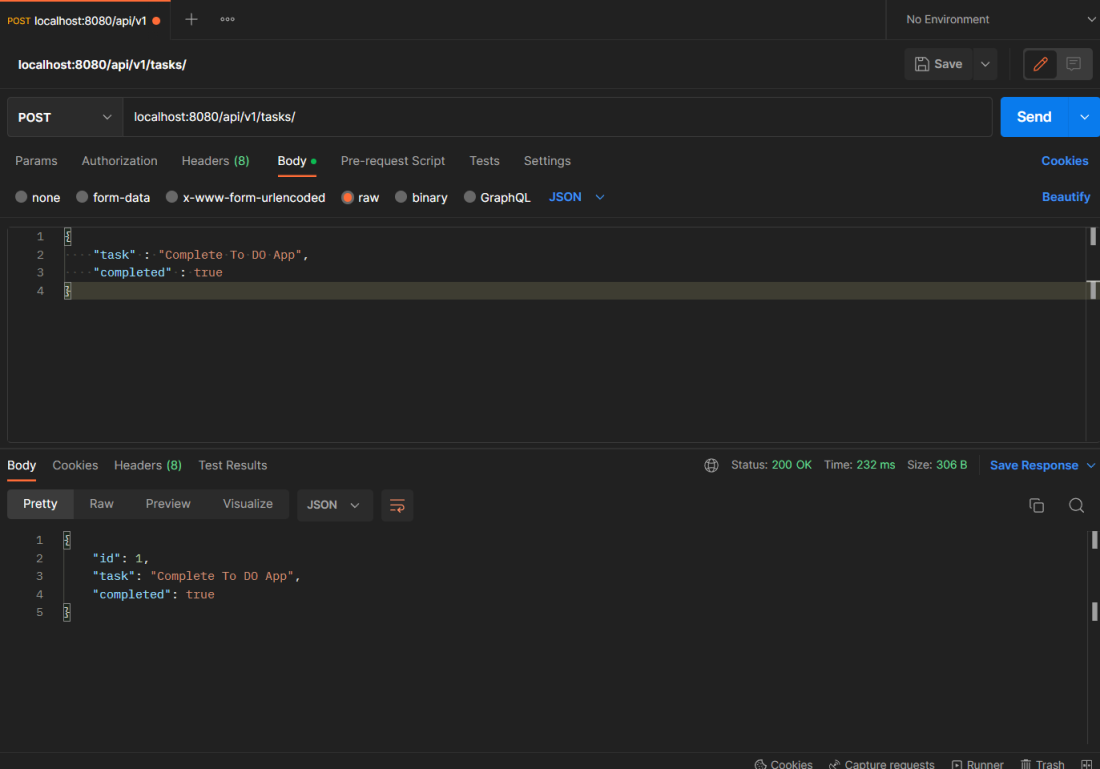 POST localhost:8080/api/v1
No Environment
localhost:8080/api/v1/tasks/
Save
POST localhost:8080/api/v1/tasks/ Send
Params Authorization Headers (8) Body Pre-request Script Tests Settings Cookies
none form-data x-www-form-urlencoded raw binary GraphQL JSON Beautify
1 {
2 "task" : "Complete To DO App",
3 "completed" : true
4 }
Body Cookies Headers (8) Test Results Status: 200 OK Time: 232 ms Size: 306 B Save Response
Pretty Raw Preview Visualize JSON
1 {
2 "id": 1,
3 "task": "Complete To DO App",
4 "completed": true
5 }
Cookies Capture requests Runner Trash